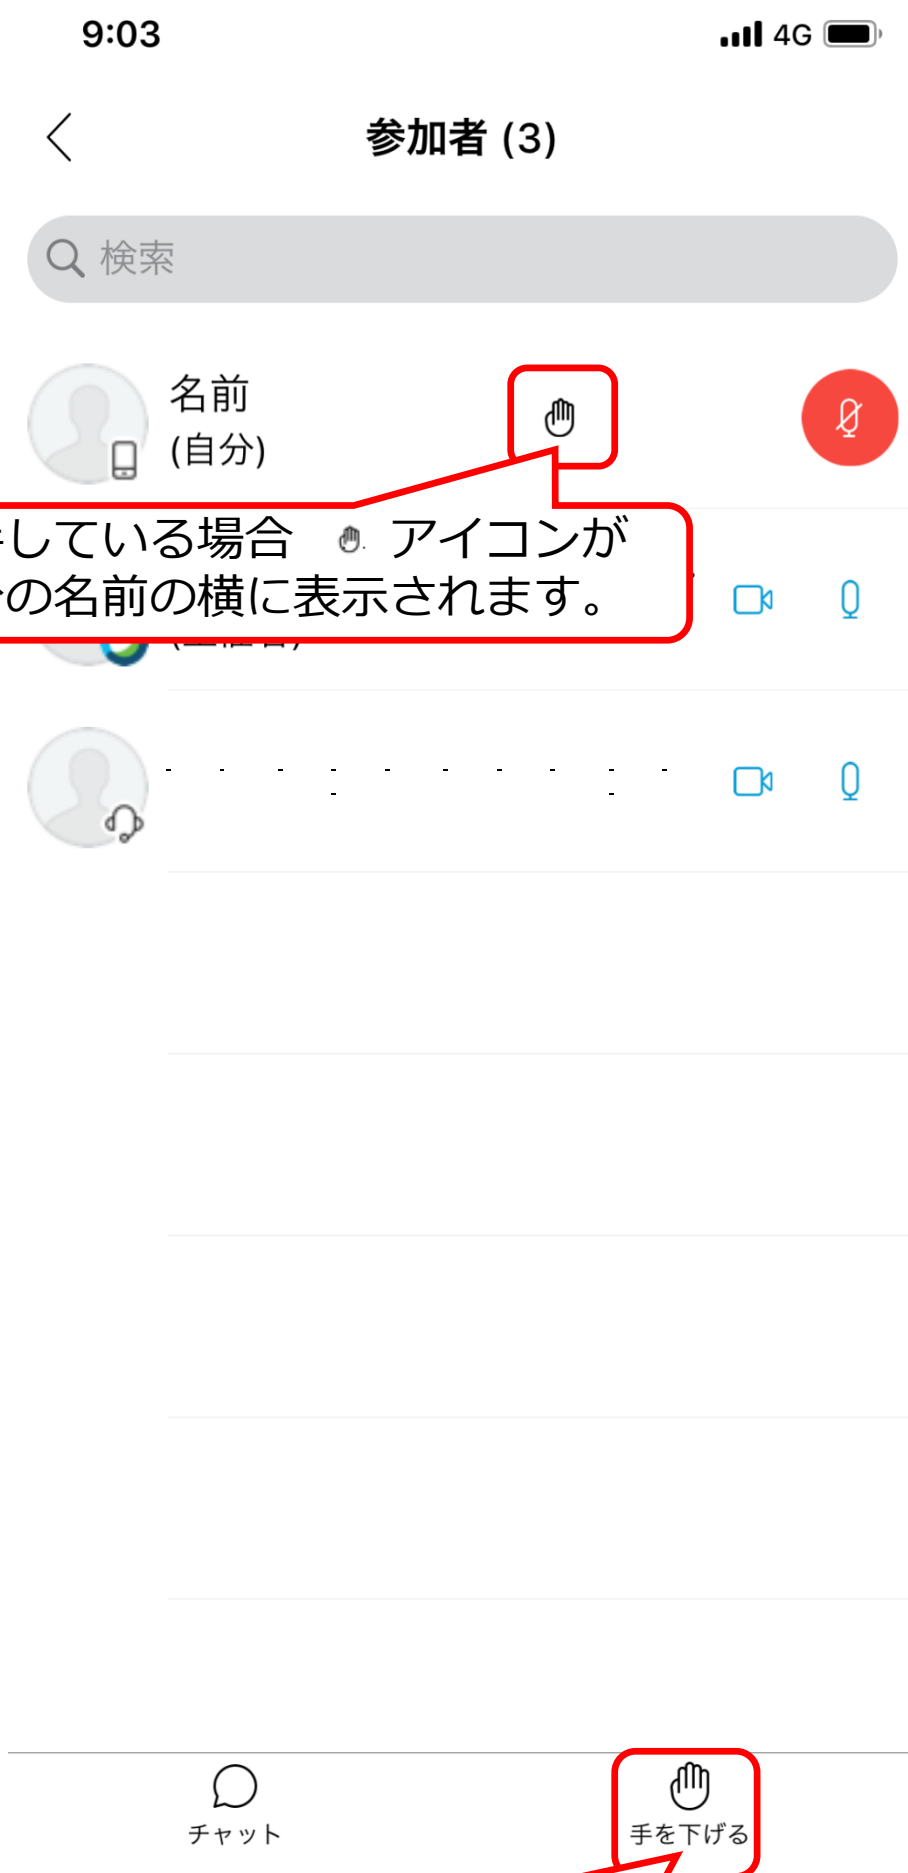 9:03
4G
参加者 (3)
検索
名前
(自分)
している場合 アイコンが
の名前の横に表示されます。
チャット
手を下げる